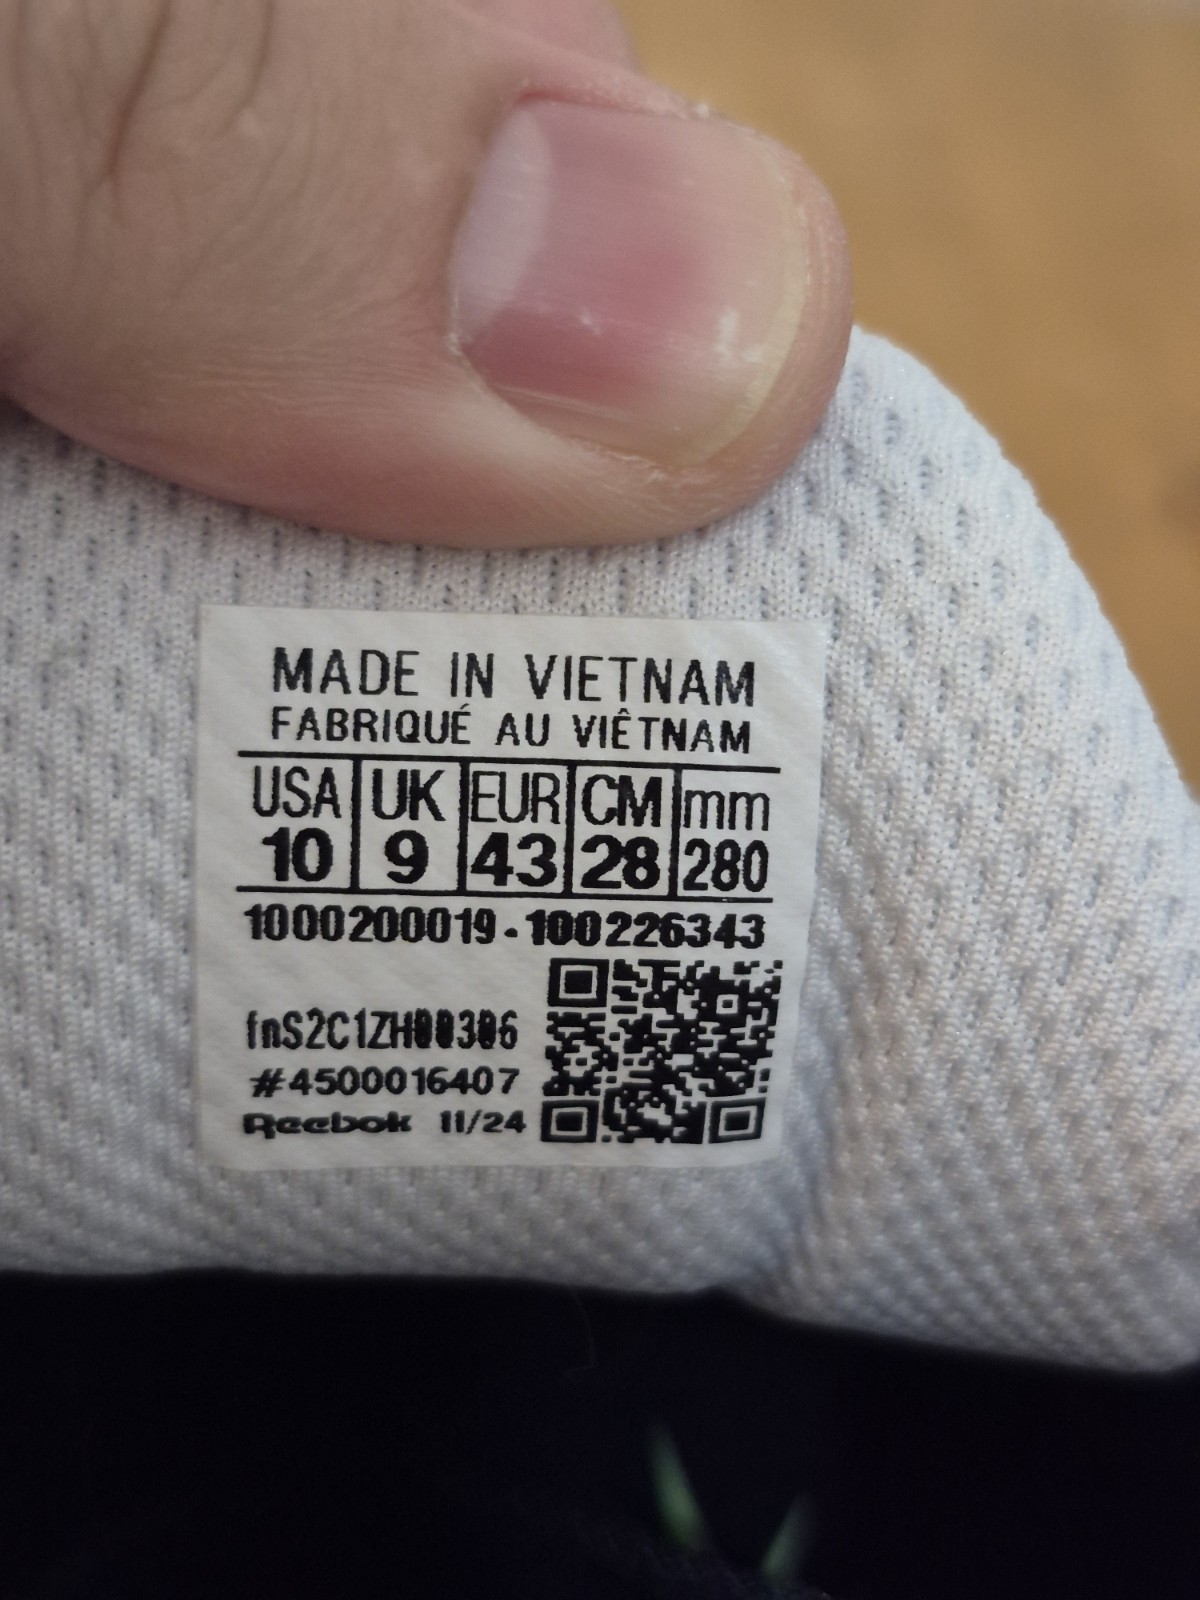 MADE IN VIETNAM
FABRIQUÉ AU VIÊTNAM
USA UK EUR CM mm
10 9 43 28 280
1000200019-100226343
fnS2C1ZH00306
#4500016407
Reebok 11/24